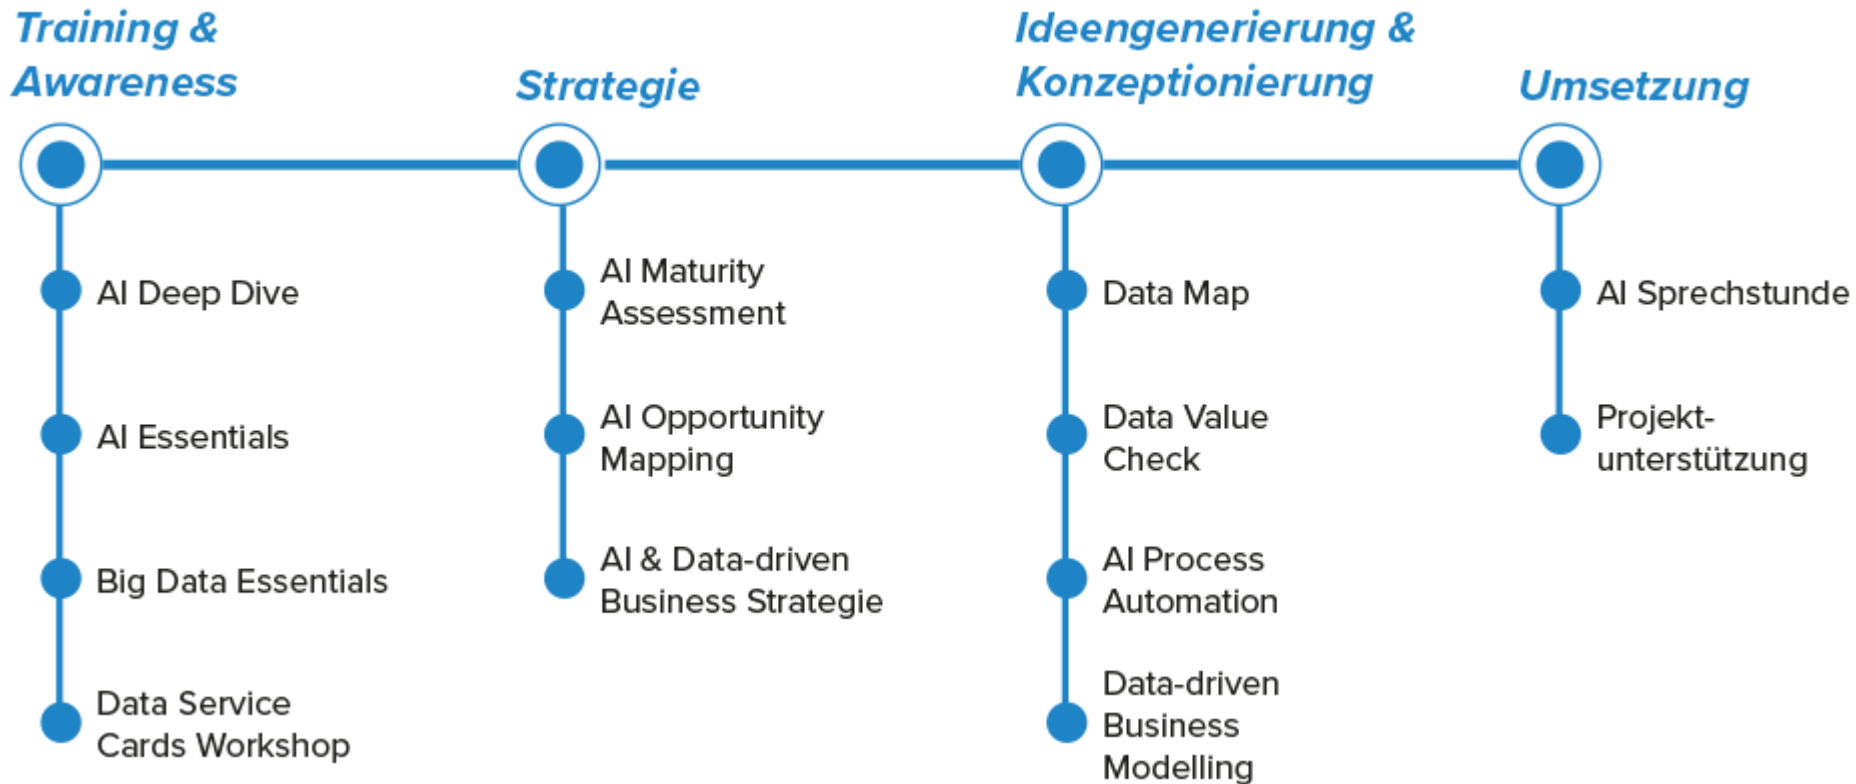 Training &
Awareness
AI Deep Dive
AI Essentials
Big Data Essentials
Data Service
Cards Workshop
Strategie
AI Maturity
Assessment
AI Opportunity
Mapping
AI & Data-driven
Business Strategie
Ideengenerierung &
Konzeptionierung
Data Map
Data Value
Check
AI Process
Automation
Data-driven
Business
Modelling
Umsetzung
AI Sprechstunde
Projekt-
unterstützung